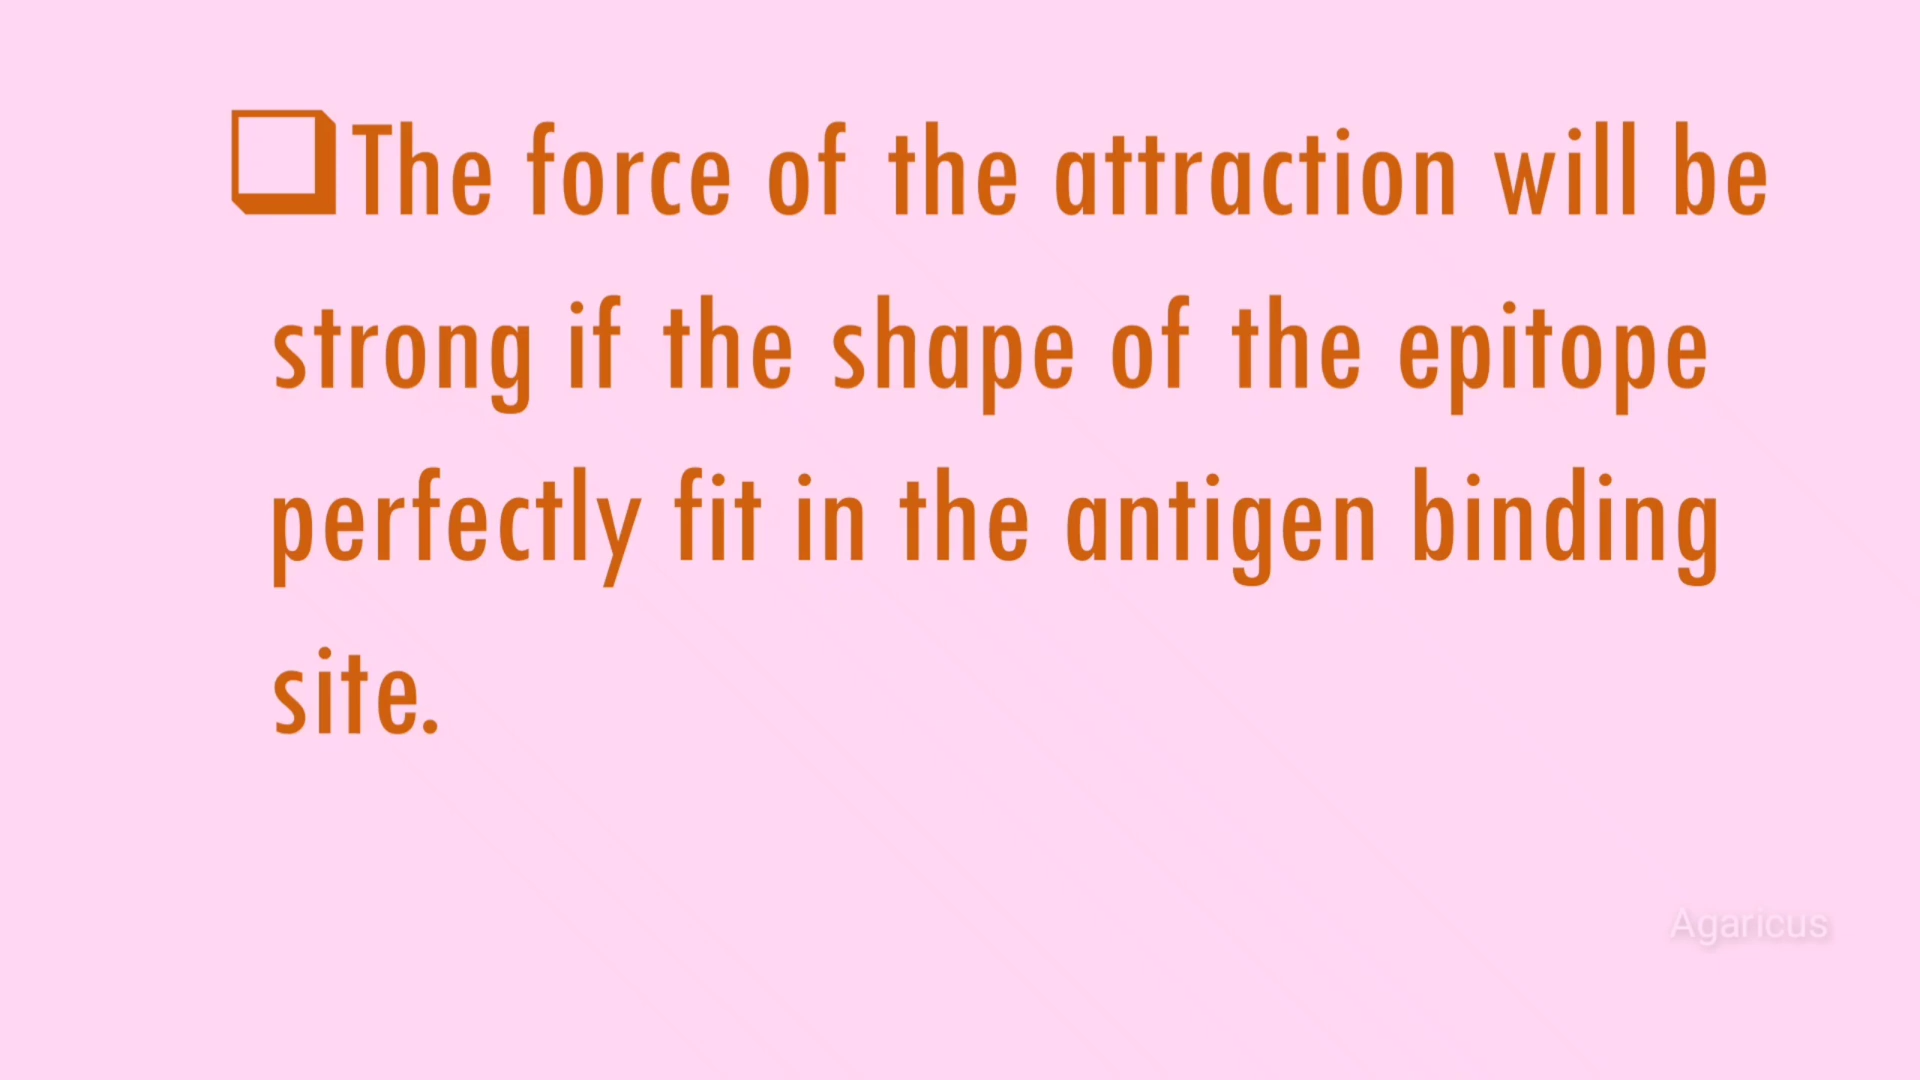 ❑The force of the attraction will be
strong if the shape of the epitope
perfectly fit in the antigen binding
site.
Agaricus